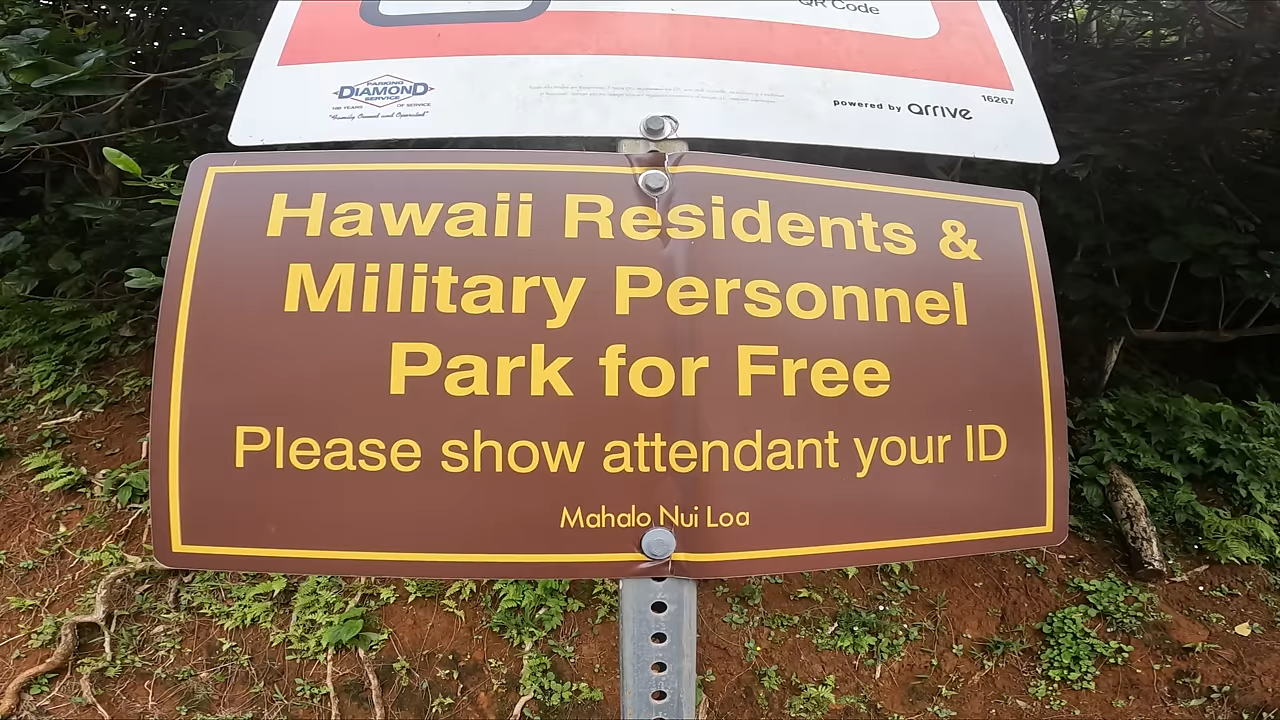 QR Code
PARKING
DIAMOND
SERVICE
100 YEARS OF SERVICE
"Family Owned and Operated"
powered by arrive
16267
Hawaii Residents &
Military Personnel
Park for Free
Please show attendant your ID
Mahalo Nui Loa